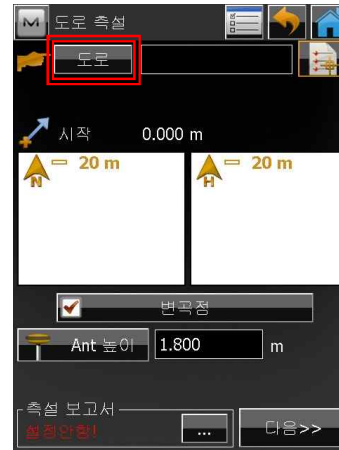 M 도로 측설
도로
시작 0.000 m
20 m 20 m
N H
변곡점
Ant 높이 1.800 m
측설 보고서
설정안함!
... 다음>>